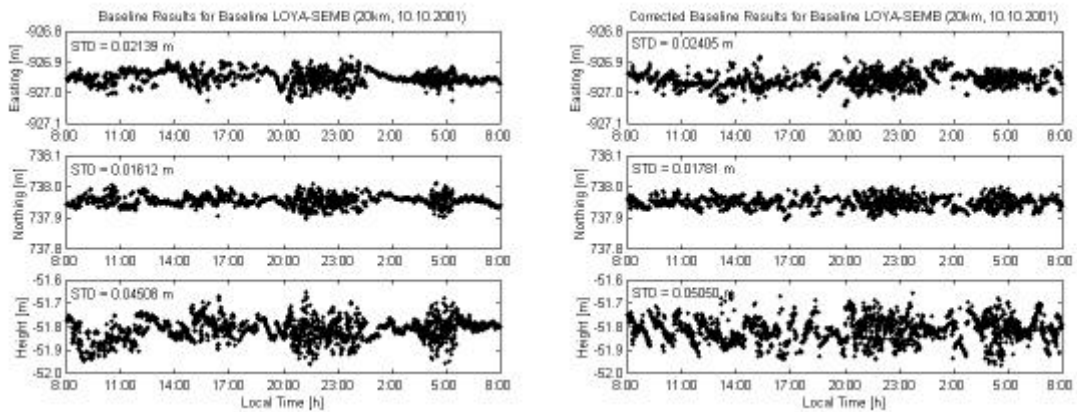 Baseline Results for Baseline LOYA-SEMB (20km, 10.10.2001)
Easting [m]
-926.8
-926.9
-927.0
-927.1
STD = 0.02139 m
8:00 11:00 14:00 17:00 20:00 23:00 2:00 5:00 8:00
Northing [m]
738.1
738.0
737.9
737.8
STD = 0.01612 m
8:00 11:00 14:00 17:00 20:00 23:00 2:00 5:00 8:00
Height [m]
-51.6
-51.7
-51.8
-51.9
-52.0
STD = 0.04508 m
8:00 11:00 14:00 17:00 20:00 23:00 2:00 5:00 8:00
Local Time [h]
Corrected Baseline Results for Baseline LOYA-SEMB (20km, 10.10.2001)
Easting [m]
-926.8
-926.9
-927.0
-927.1
STD = 0.02405 m
8:00 11:00 14:00 17:00 20:00 23:00 2:00 5:00 8:00
Northing [m]
738.1
738.0
737.9
737.8
STD = 0.01781 m
8:00 11:00 14:00 17:00 20:00 23:00 2:00 5:00 8:00
Height [m]
-51.6
-51.7
-51.8
-51.9
-52.0
STD = 0.05050 m
8:00 11:00 14:00 17:00 20:00 23:00 2:00 5:00 8:00
Local Time [h]